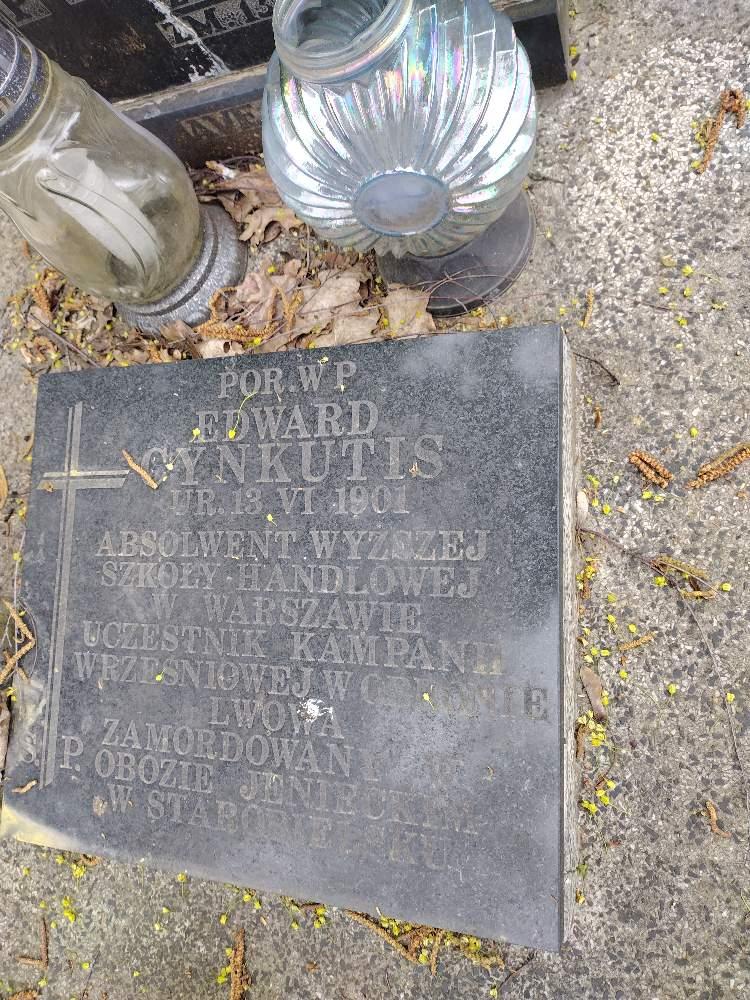 POR. W P
EDWARD
CYNKUTIS
UR. 13 VI 1901
ABSOLWENT WYŻSZEJ
SZKOŁY HANDLOWEJ
W WARSZAWIE
UCZESTNIK KAMPANII
WRZEŚNIOWEJ W OBRONIE
LWOWA
ZAMORDOWANY W
Ś. P. OBOZIE JENIECKIM
W STAROBIELSKU